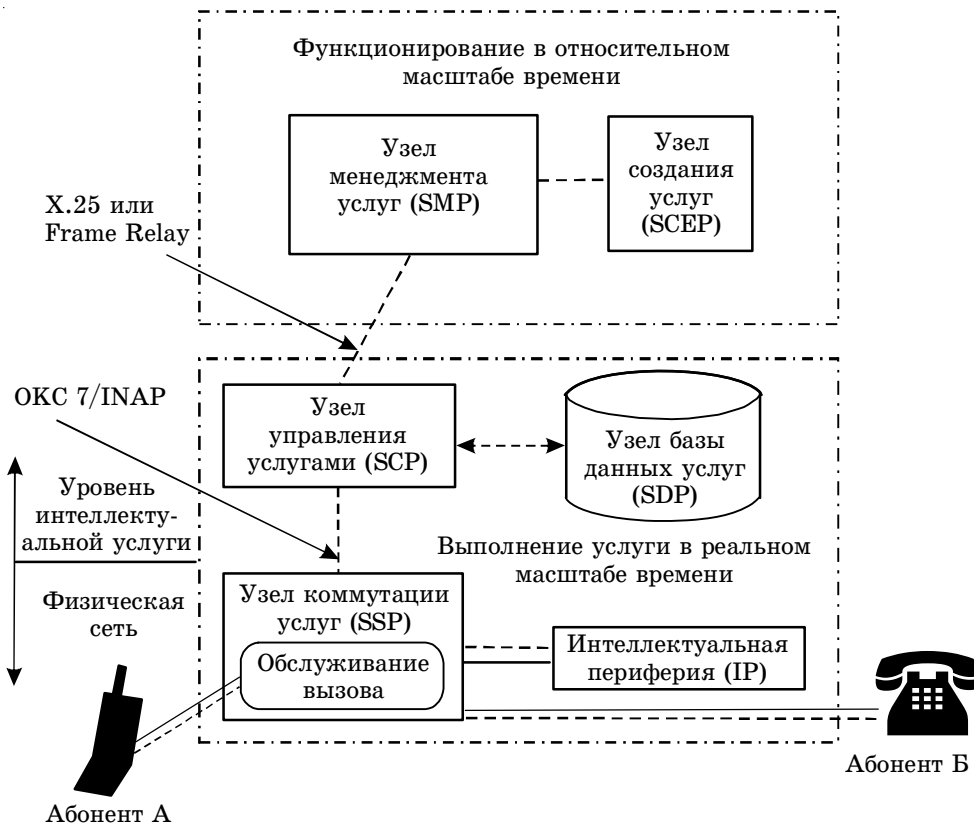 Функционирование в относительном
масштабе времени
Узел
менеджмента
услуг (SMP)
Узел
создания
услуг
(SCEP)
X.25 или
Frame Relay
ОКС 7/INAP
Узел
управления
услугами (SCP)
Узел базы
данных услуг
(SDP)
Уровень
интеллекту-
альной услуги
Выполнение услуги в реальном
масштабе времени
Физическая
сеть
Узел коммутации
услуг (SSP)
Обслуживание
вызова
Интеллектуальная
периферия (IP)
Абонент Б
Абонент А